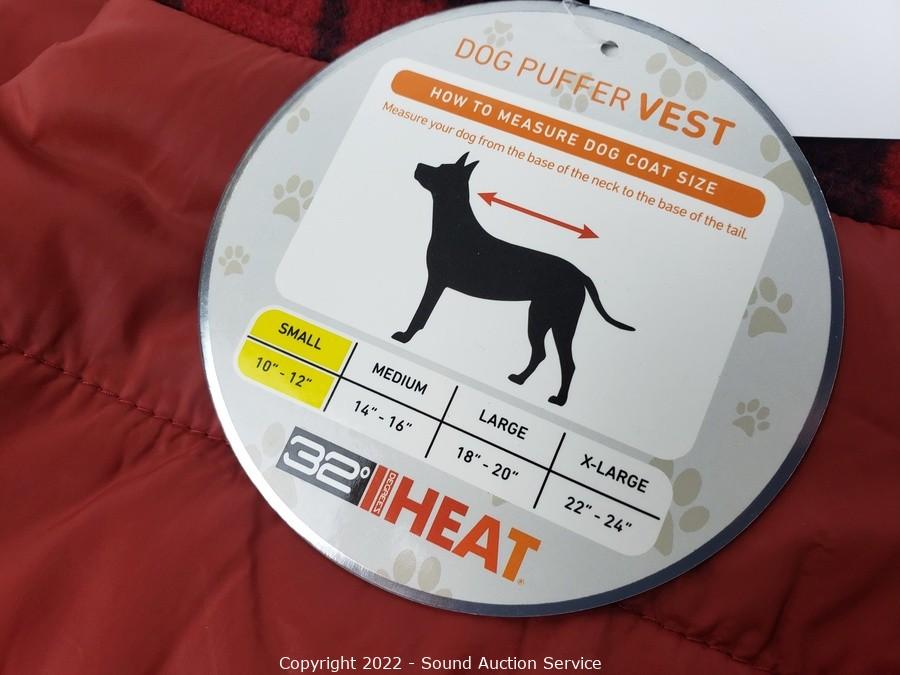 DOG PUFFER VEST
HOW TO MEASURE DOG COAT SIZE
Measure your dog from the base of the neck to the base of the tail.
SMALL
10" - 12"
MEDIUM
14" - 16"
LARGE
18" - 20"
X-LARGE
22" - 24"
32° DEGREES HEAT®
Copyright 2022 - Sound Auction Service